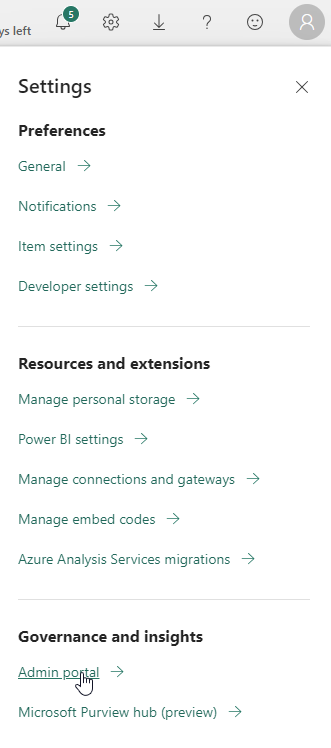 5
ys left
Settings
Preferences
General
Notifications
Item settings
Developer settings
Resources and extensions
Manage personal storage
Power BI settings
Manage connections and gateways
Manage embed codes
Azure Analysis Services migrations
Governance and insights
Admin portal
Microsoft Purview hub (preview)